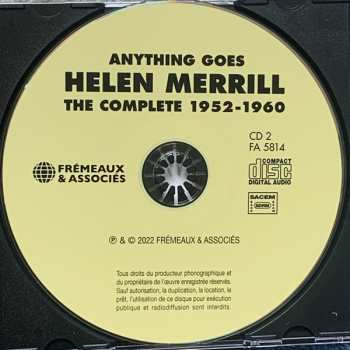 ANYTHING GOES
HELEN MERRILL
THE COMPLETE 1952-1960
CD 2
FA 5814
FRÉMEAUX
& ASSOCIÉS
COMPACT
disc
DIGITAL AUDIO
SACEM
℗ & © 2022 FRÉMEAUX & ASSOCIÉS
Tous droits du producteur phonographique et
du propriétaire de l'œuvre enregistrée réservés.
Sauf autorisation, la duplication, la location, le
prêt, l'utilisation de ce disque pour exécution
publique et radiodiffusion sont interdits.